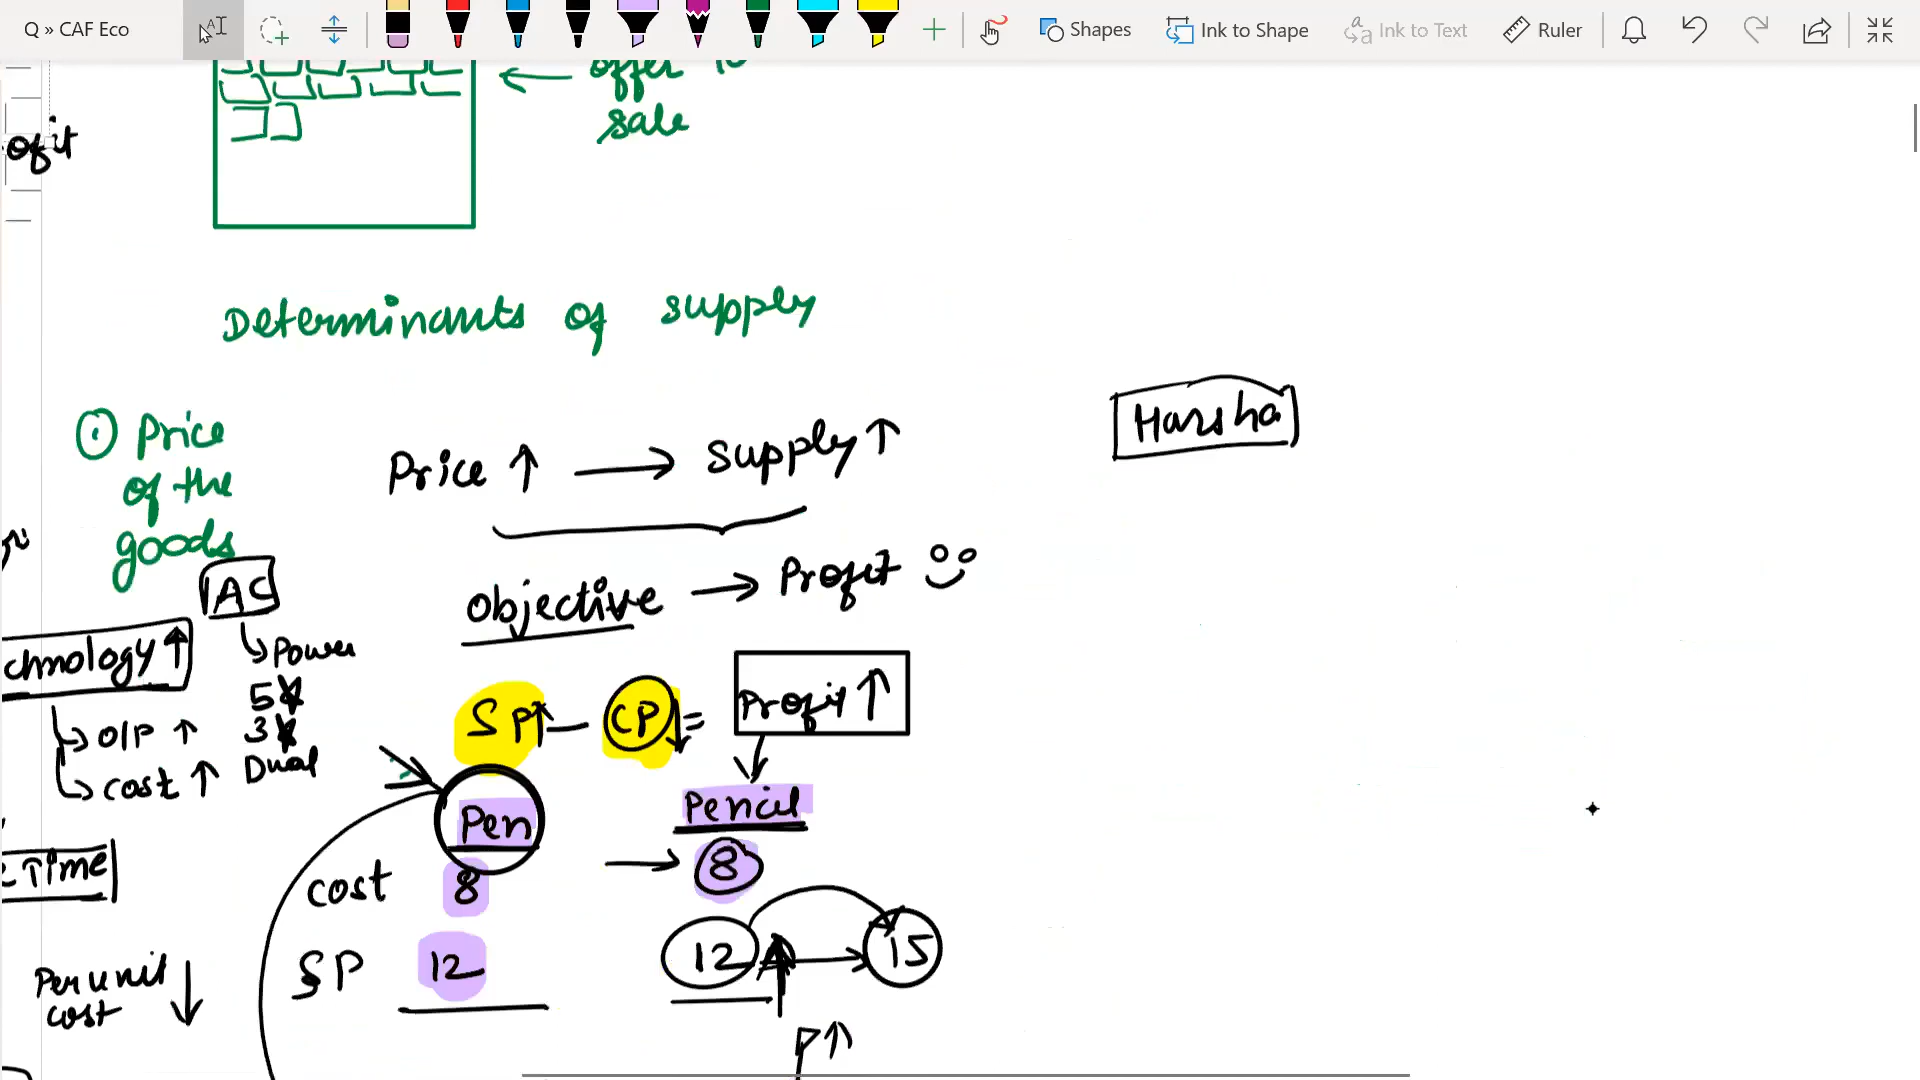 Q » CAF Eco
Shapes
Ink to Shape
Ink to Text
Ruler
offer to
sale
ofit
Determinants of supply
① Price
of the
goods
Price ↑ → Supply ↑
Harsha
Objective → Profit
AC
Power
5
3
Dual
chnology ↑
O/P ↑
cost ↑
SP↑ — CP↓ = Profit ↑
Pen
Pencil
cost 8
8
Time
SP 12
12 → 15
Per unit ↓
cost
P↑